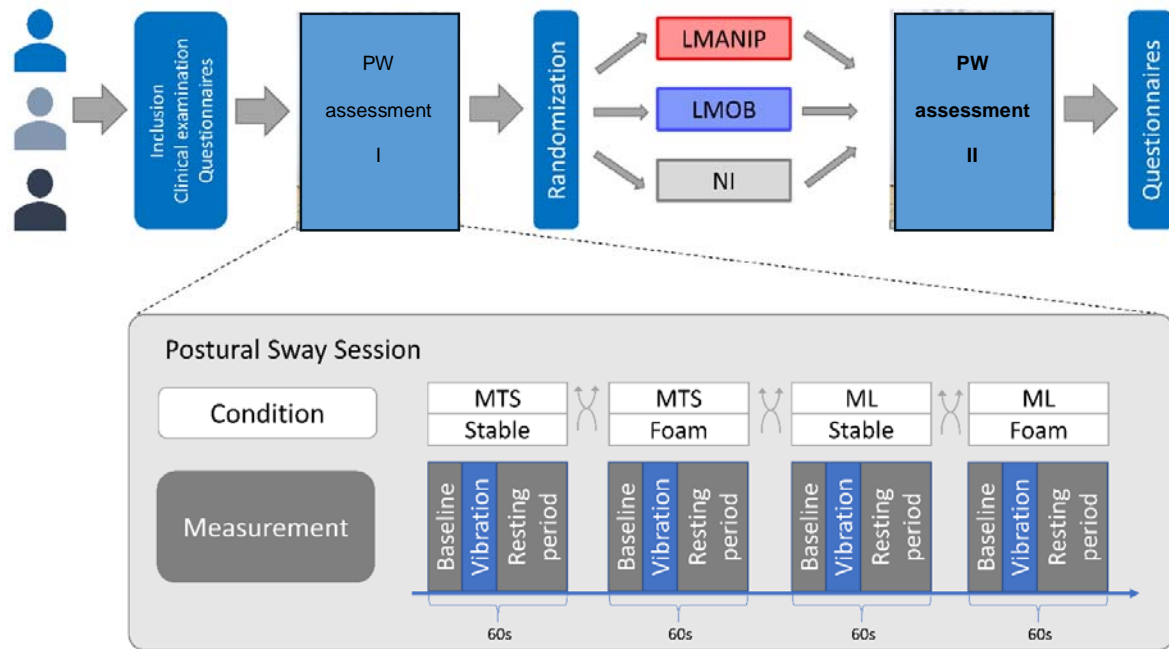 Inclusion
Clinical examination
Questionnaires
PW
assessment
I
Randomization
LMANIP
LMOB
NI
PW
assessment
II
Questionnaires
Postural Sway Session
Condition
MTS
Stable
MTS
Foam
ML
Stable
ML
Foam
Measurement
Baseline
Vibration
Resting
period
Baseline
Vibration
Resting
period
Baseline
Vibration
Resting
period
Baseline
Vibration
Resting
period
60s
60s
60s
60s